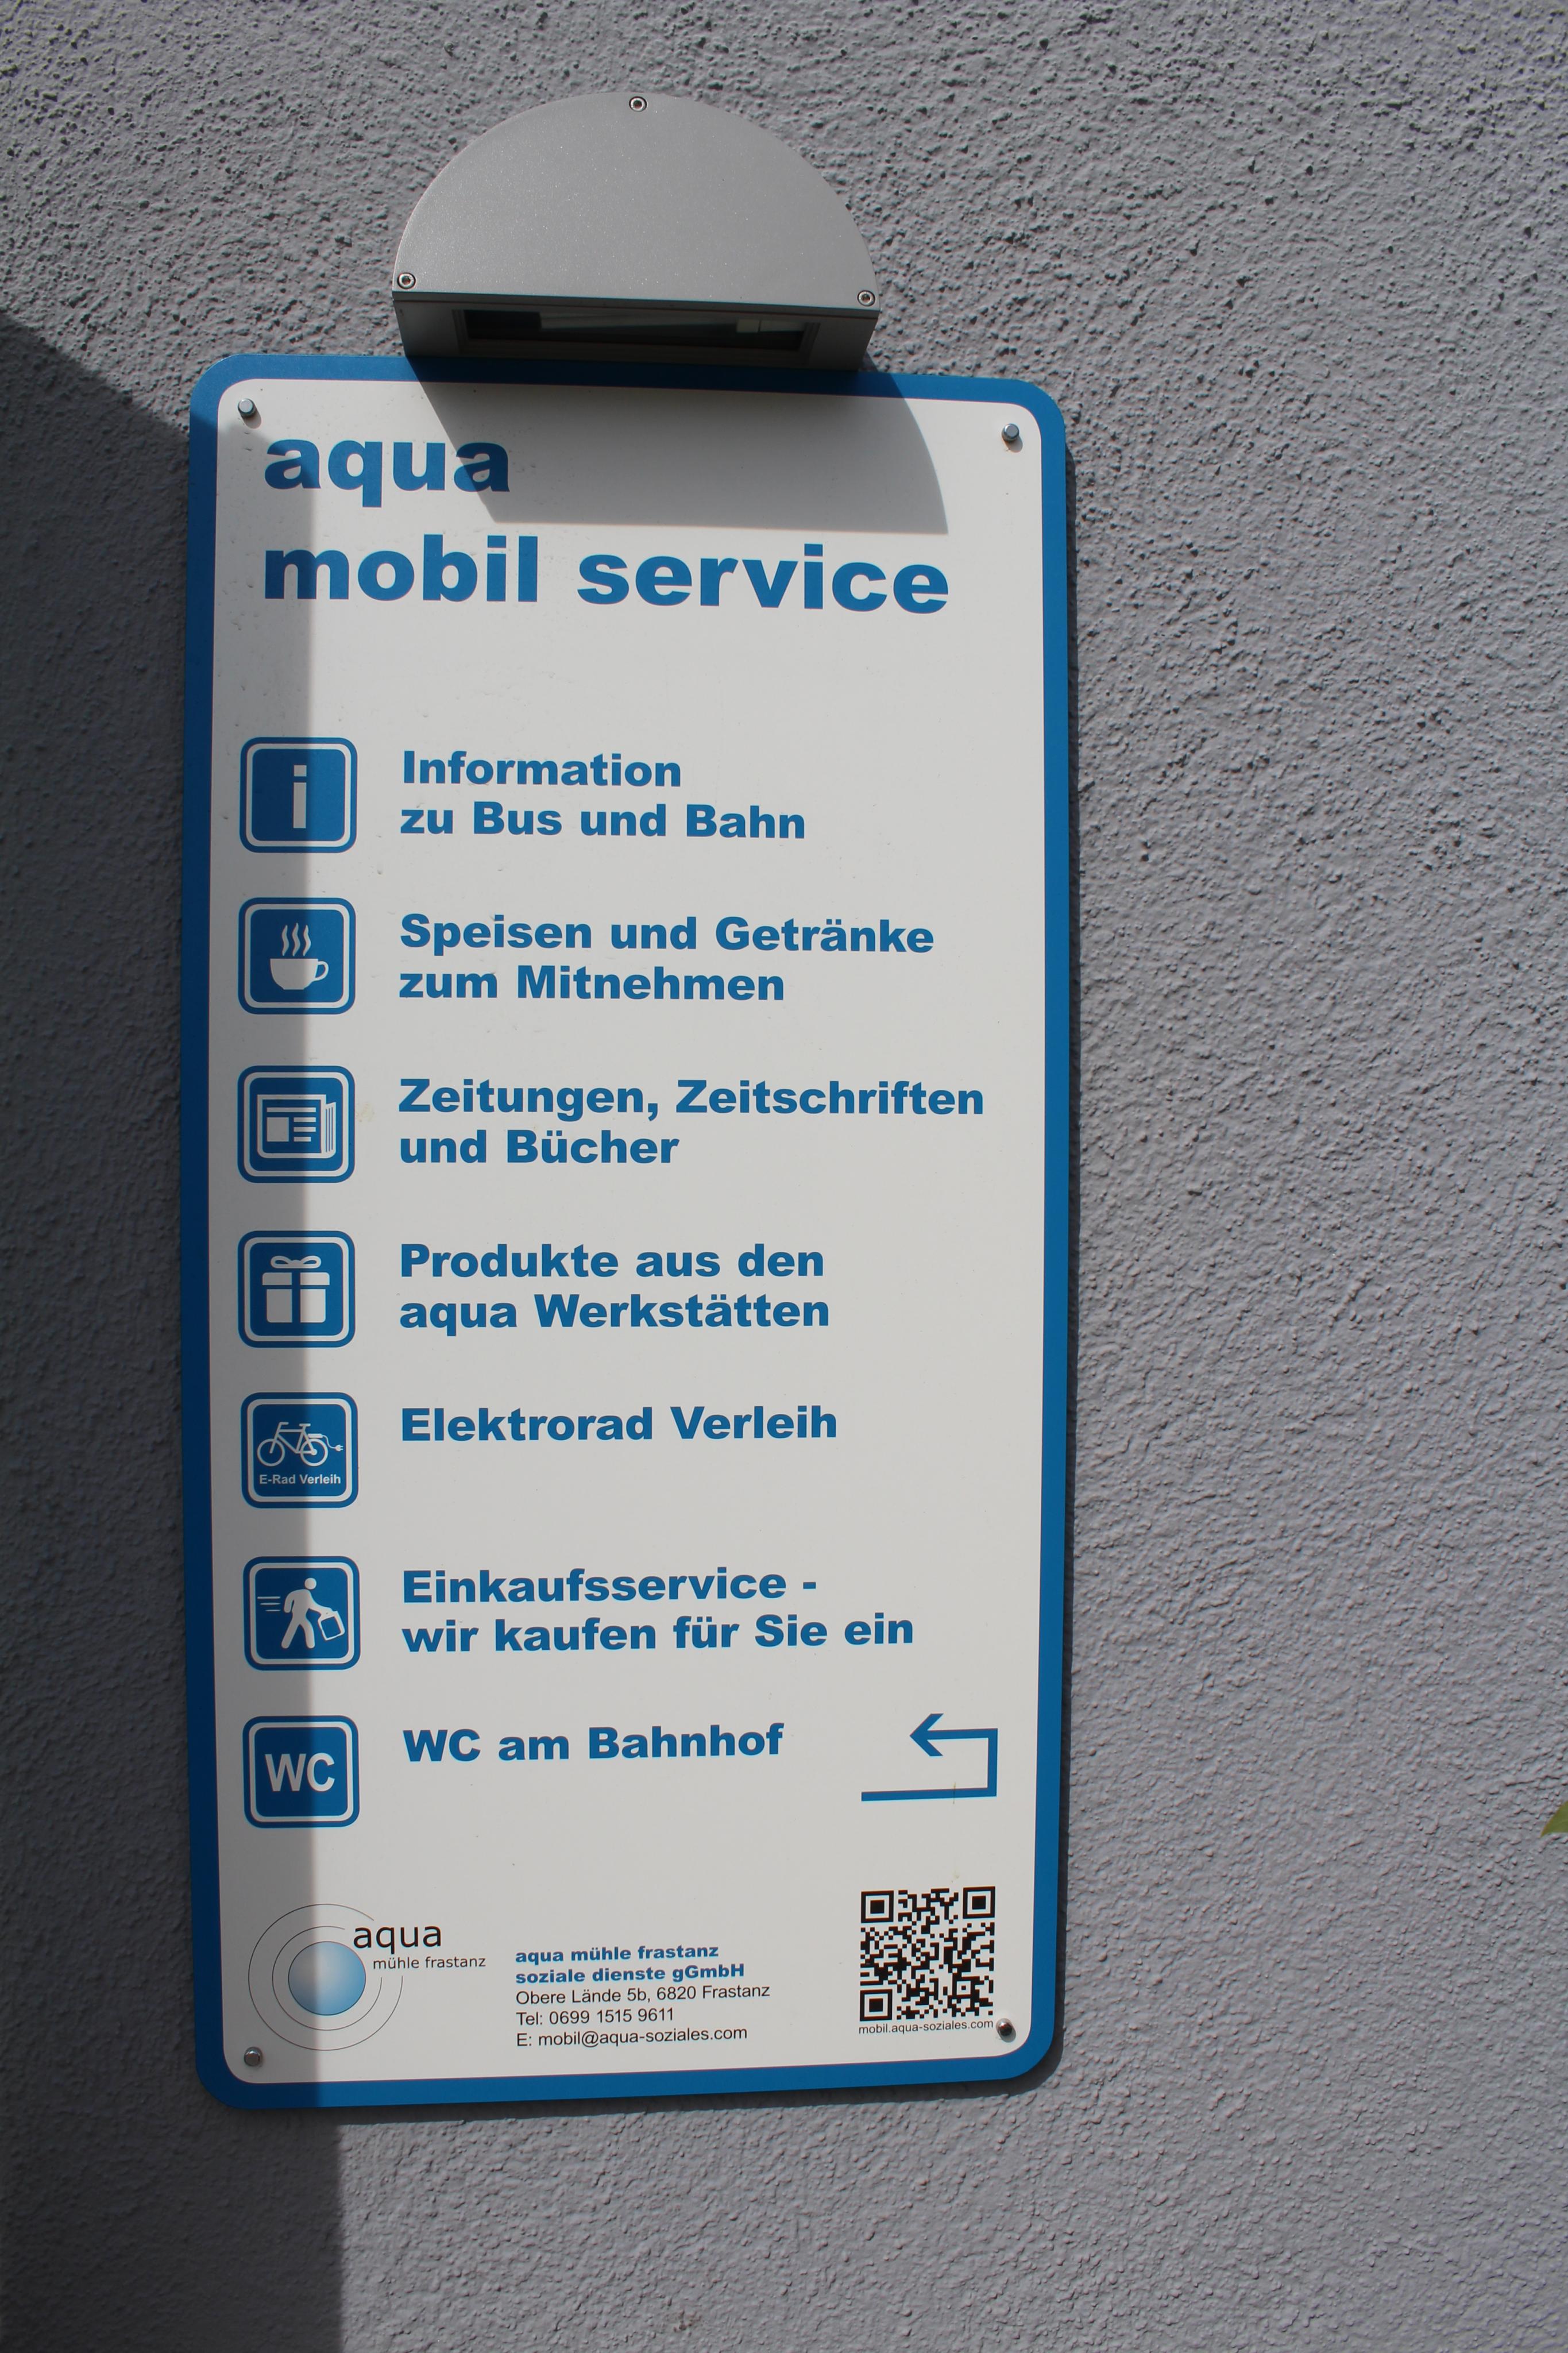 aqua
mobil service
i
Information
zu Bus und Bahn
Speisen und Getränke
zum Mitnehmen
Zeitungen, Zeitschriften
und Bücher
Produkte aus den
aqua Werkstätten
Elektrorad Verleih
E-Rad Verleih
Einkaufsservice -
wir kaufen für Sie ein
WC
WC am Bahnhof
aqua
mühle frastanz
aqua mühle frastanz
soziale dienste gGmbH
Obere Lände 5b, 6820 Frastanz
Tel: 0699 1515 9611
E: mobil@aqua-soziales.com
mobil.aqua-soziales.com